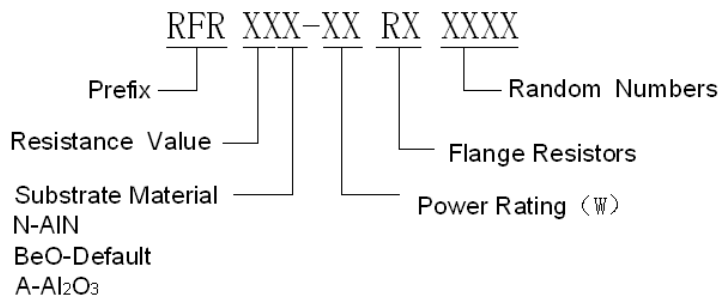 RFR XXX-XX RX XXXX
Prefix
Random Numbers
Resistance Value
Flange Resistors
Substrate Material
N-AlN
BeO-Default
A-Al₂O₃
Power Rating（W）